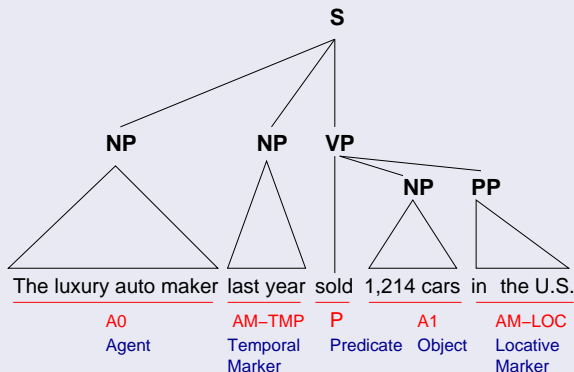 S
NP NP VP
NP PP
The luxury auto maker last year sold 1,214 cars in the U.S.
A0 AM–TMP P A1 AM–LOC
Agent Temporal Predicate Object Locative
Marker Marker